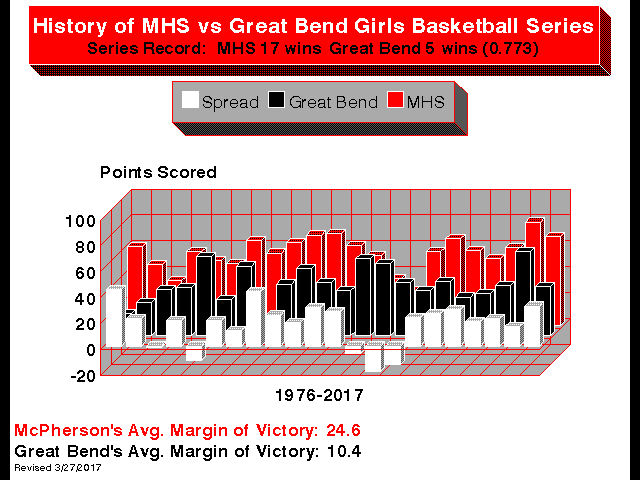 History of MHS vs Great Bend Girls Basketball Series
Series Record: MHS 17 wins Great Bend 5 wins (0.773)
Spread Great Bend MHS
Points Scored
100
80
60
40
20
0
-20
1976-2017
McPherson's Avg. Margin of Victory: 24.6
Great Bend's Avg. Margin of Victory: 10.4
Revised 3/27/2017